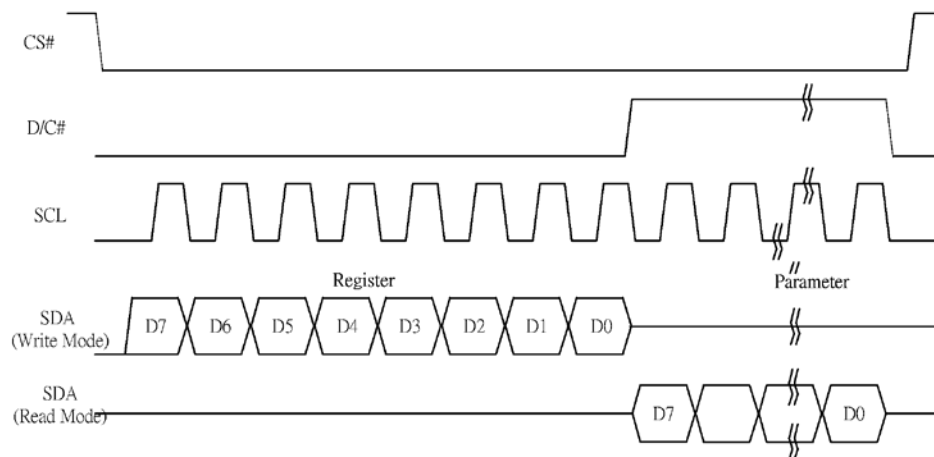 CS#
D/C#
SCL
Register
Parameter
SDA
(Write Mode)
D7 D6 D5 D4 D3 D2 D1 D0
SDA
(Read Mode)
D7 D0